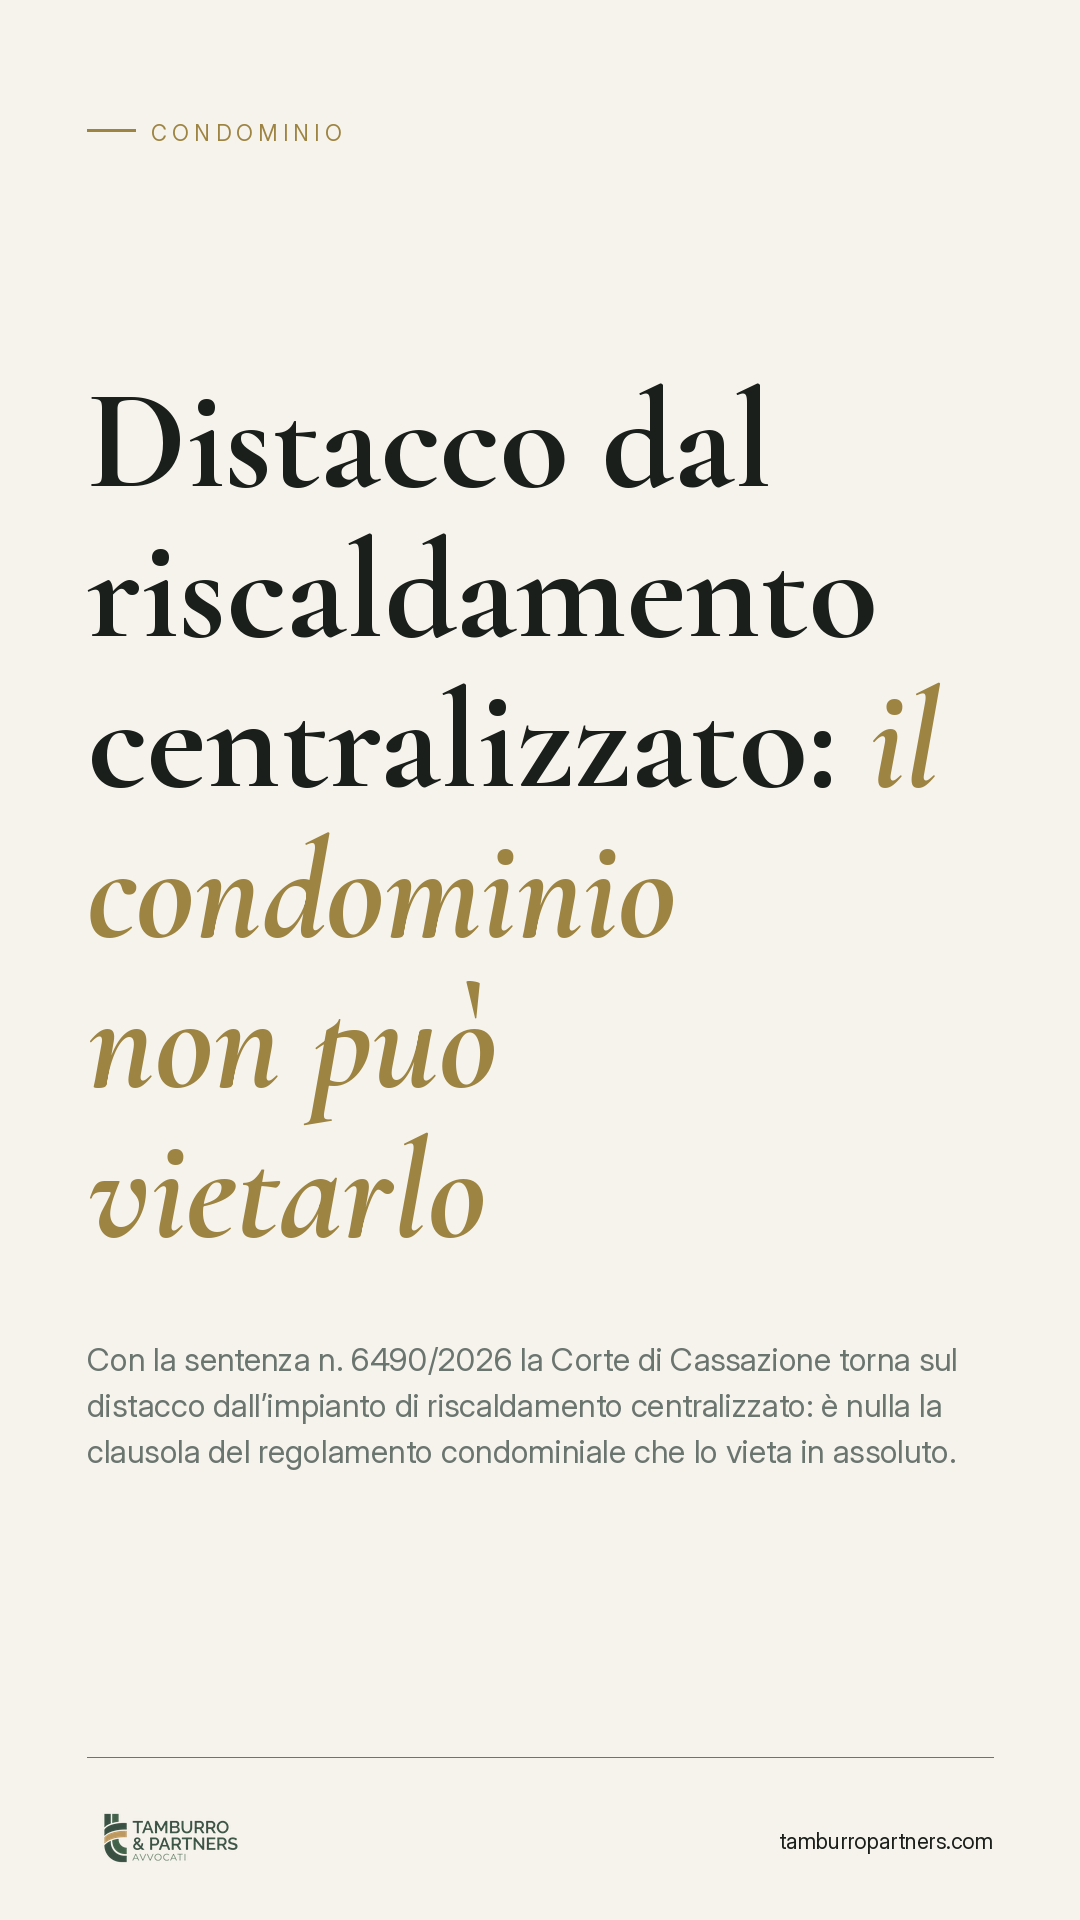 CONDOMINIO
Distacco dal
riscaldamento
centralizzato: il
condominio
non può
vietarlo
Con la sentenza n. 6490/2026 la Corte di Cassazione torna sul
distacco dall’impianto di riscaldamento centralizzato: è nulla la
clausola del regolamento condominiale che lo vieta in assoluto.
TAMBURRO
& PARTNERS
AVVOCATI
tamburropartners.com